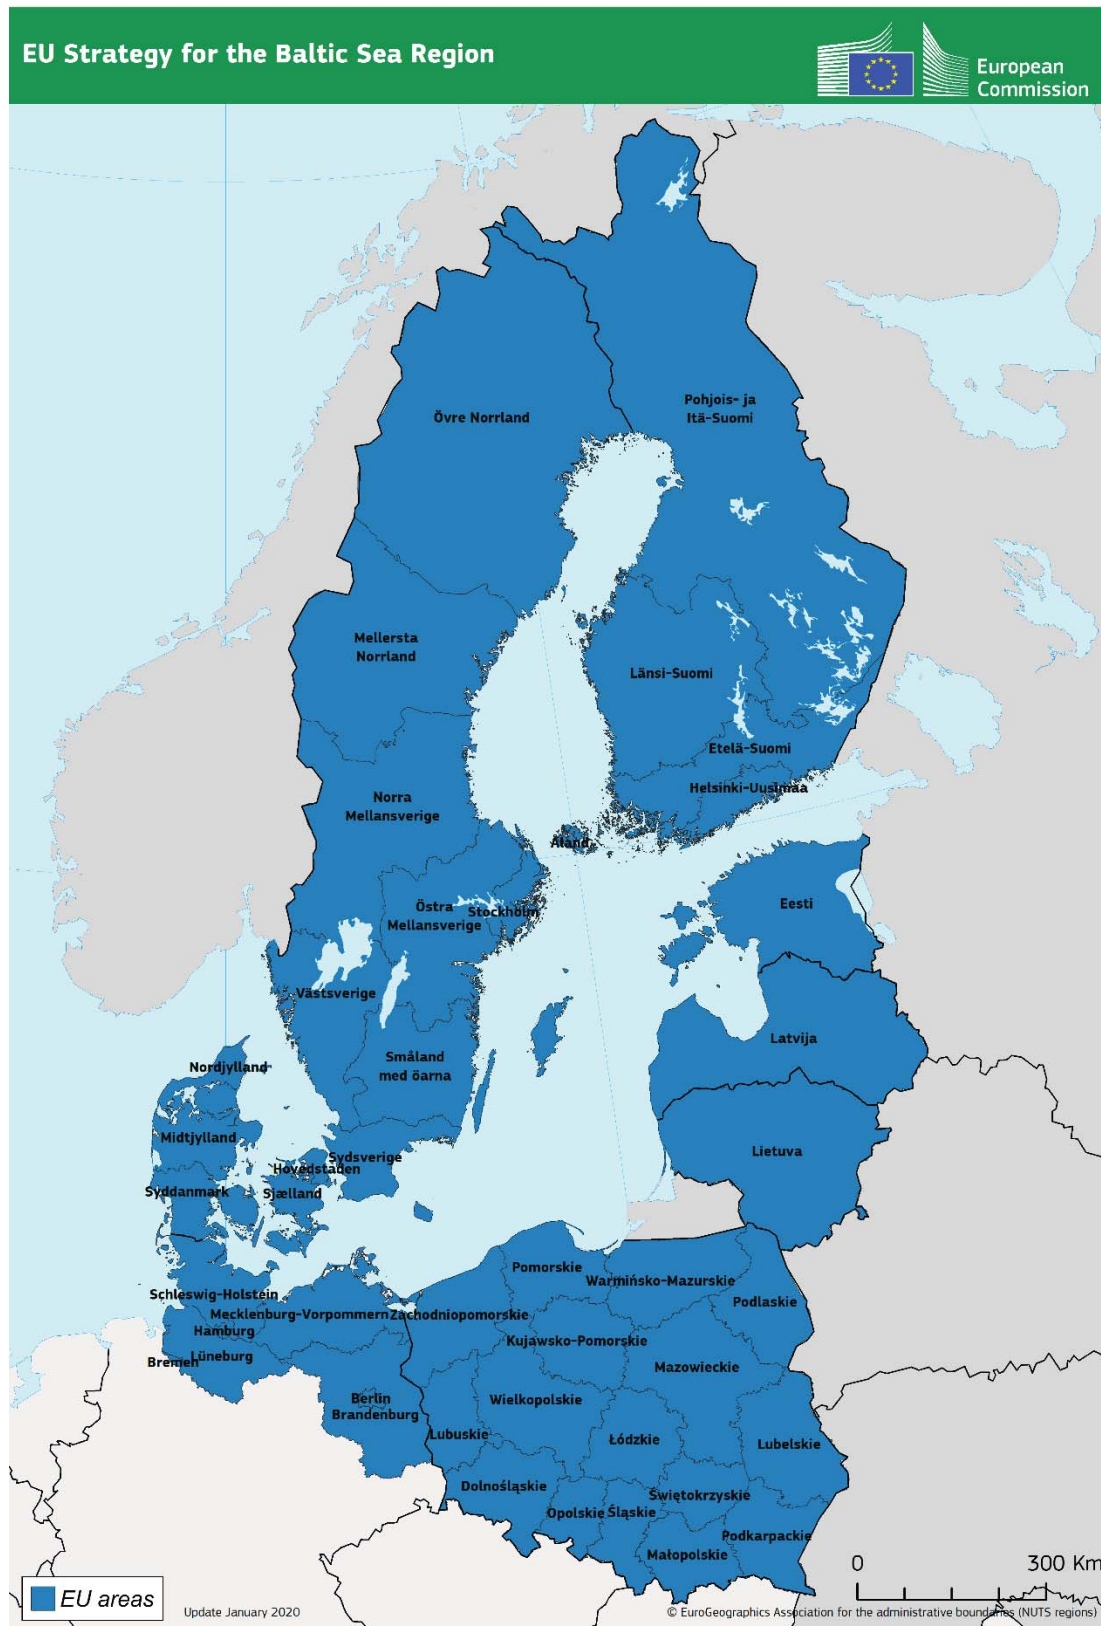 EU Strategy for the Baltic Sea Region
European
Commission
Övre Norrland
Pohjois- ja
Itä-Suomi
Mellersta
Norrland
Länsi-Suomi
Etelä-Suomi
Helsinki-Uusimaa
Norra
Mellansverige
Åland
Östra
Mellansverige
Stockholm
Eesti
Västsverige
Latvija
Småland
med öarna
Nordjylland
Midtjylland
Lietuva
Sydsverige
Hovedstaden
Syddanmark
Sjælland
Pomorskie
Warmińsko-Mazurskie
Schleswig-Holstein
Podlaskie
Mecklenburg-Vorpommern
Zachodniopomorskie
Hamburg
Kujawsko-Pomorskie
Lüneburg
Bremen
Mazowieckie
Berlin
Brandenburg
Wielkopolskie
Lubuskie
Łódzkie
Lubelskie
Dolnośląskie
Świętokrzyskie
Opolskie
Śląskie
Podkarpackie
Małopolskie
0 300 Km
EU areas
Update January 2020
© EuroGeographics Association for the administrative boundaries (NUTS regions)